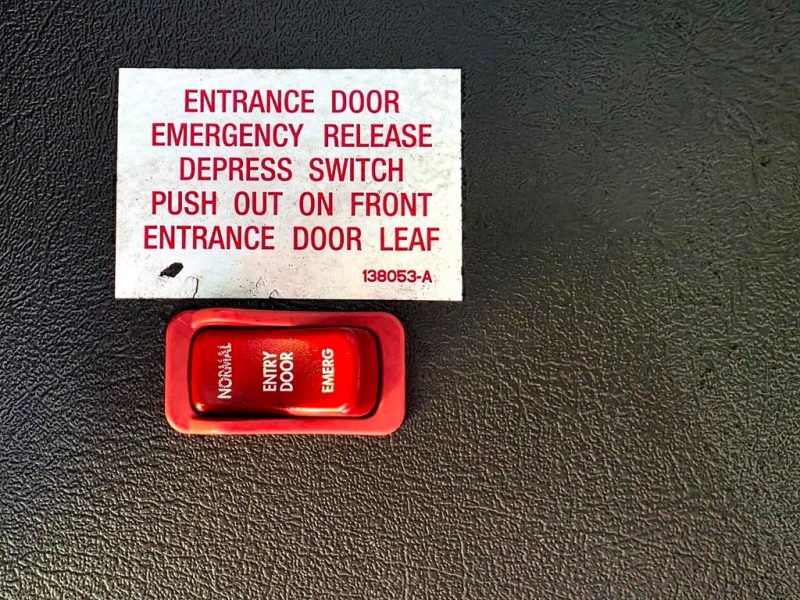 ENTRANCE DOOR
EMERGENCY RELEASE
DEPRESS SWITCH
PUSH OUT ON FRONT
ENTRANCE DOOR LEAF
138053-A
NORMAL
ENTRY
DOOR
EMERG